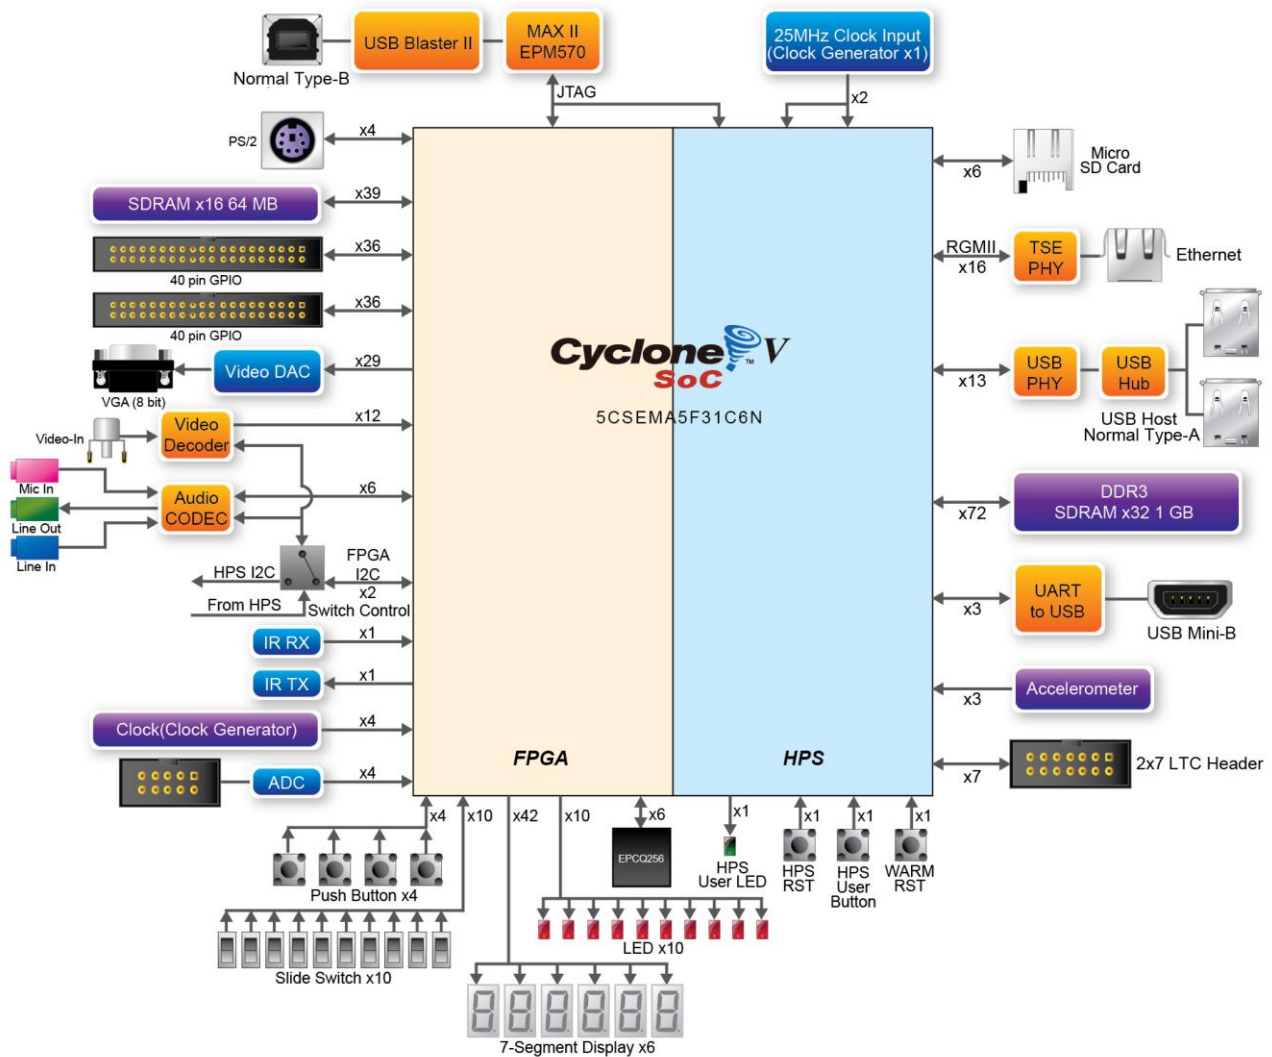 Normal Type-B
USB Blaster II
MAX II
EPM570
JTAG
25MHz Clock Input
(Clock Generator x1)
x2
PS/2
x4
SDRAM x16 64 MB
x39
x36
40 pin GPIO
x36
40 pin GPIO
VGA (8 bit)
Video DAC
x29
Video-In
Video
Decoder
x12
Mic In
Line Out
Line In
Audio
CODEC
x6
HPS I2C
From HPS
FPGA
I2C
x2
Switch Control
IR RX
x1
IR TX
x1
Clock(Clock Generator)
x4
ADC
x4
Cyclone V
TM
SoC
5CSEMA5F31C6N
FPGA
HPS
x6
Micro
SD Card
RGMII
x16
TSE
PHY
Ethernet
x13
USB
PHY
USB
Hub
USB Host
Normal Type-A
x72
DDR3
SDRAM x32 1 GB
x3
UART
to USB
USB Mini-B
x3
Accelerometer
x7
2x7 LTC Header
x4
Push Button x4
x10
Slide Switch x10
x42
7-Segment Display x6
x10
LED x10
x6
EPCQ256
x1
HPS
User LED
x1
HPS
RST
x1
HPS
User
Button
x1
WARM
RST